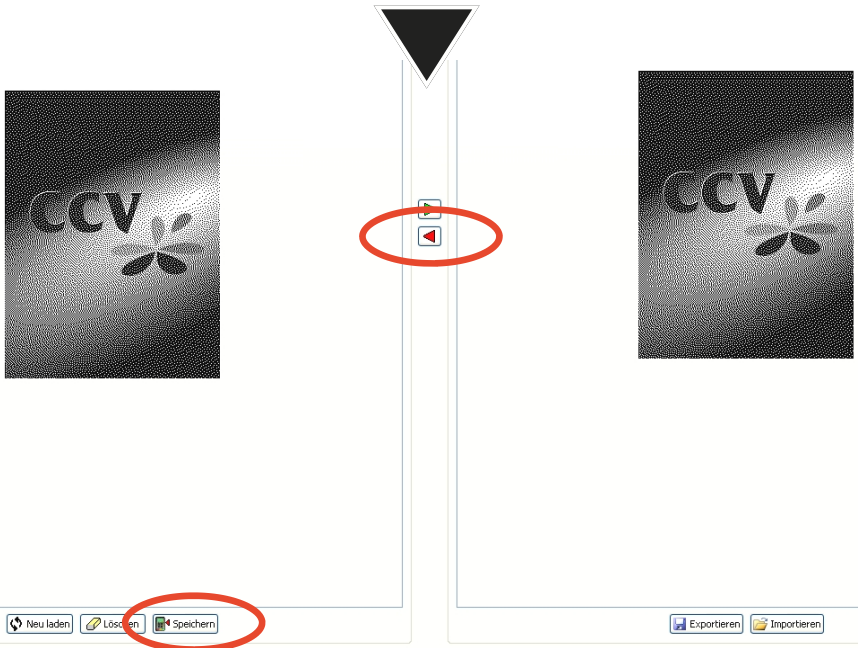 CCV
CCV
Neu laden
Löschen
Speichern
Exportieren
Importieren